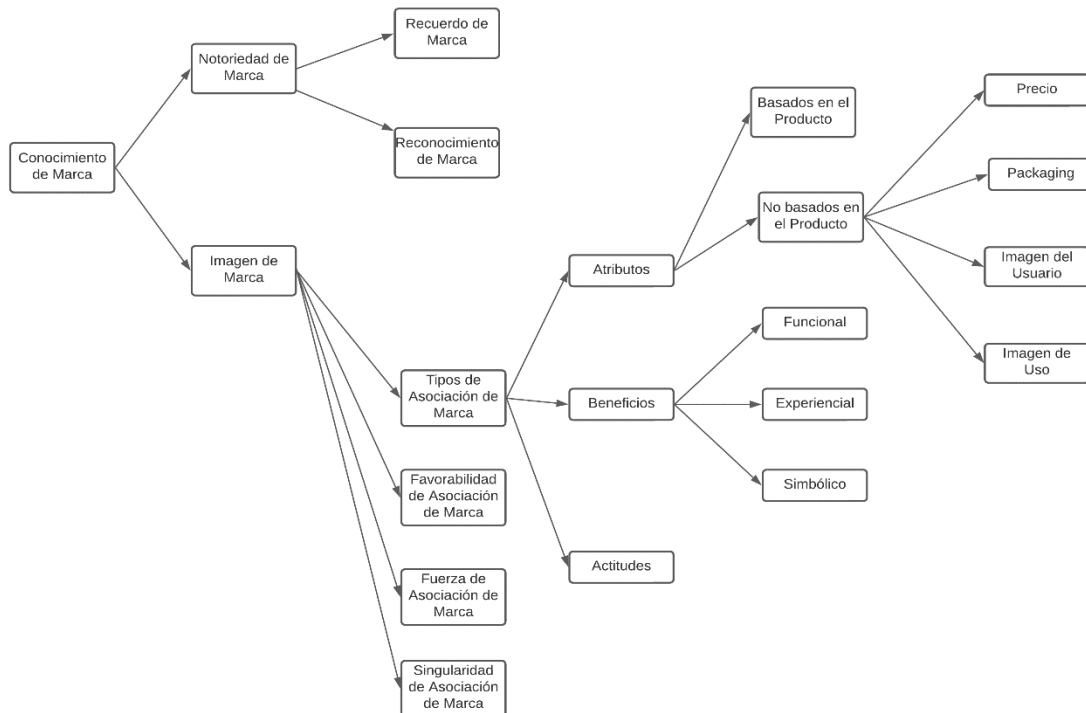 Conocimiento
de Marca
Notoriedad de
Marca
Imagen de
Marca
Recuerdo de
Marca
Reconocimiento
de Marca
Tipos de
Asociación de
Marca
Favorabilidad
de Asociación
de Marca
Fuerza de
Asociación de
Marca
Singularidad
de Asociación de
Marca
Atributos
Beneficios
Actitudes
Basados en el
Producto
No basados en
el Producto
Funcional
Experiencial
Simbólico
Precio
Packaging
Imagen del
Usuario
Imagen de
Uso